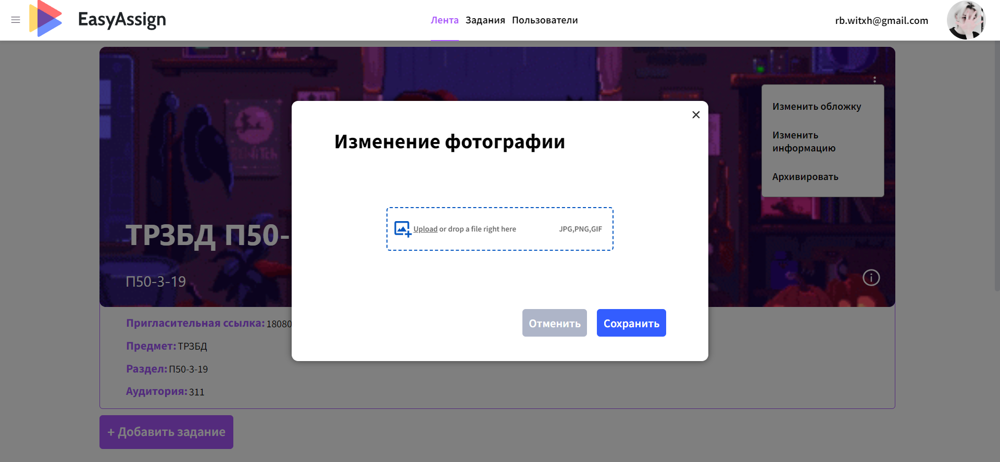 EasyAssign
Лента Задания Пользователи
rb.witxh@gmail.com
Изменить обложку
Изменить
информацию
Архивировать
Изменение фотографии
Upload or drop a file right here JPG,PNG,GIF
Отменить Сохранить
ТРЗБД П50-
П50-3-19
Пригласительная ссылка: 18080
Предмет: ТРЗБД
Раздел: П50-3-19
Аудитория: 311
+ Добавить задание